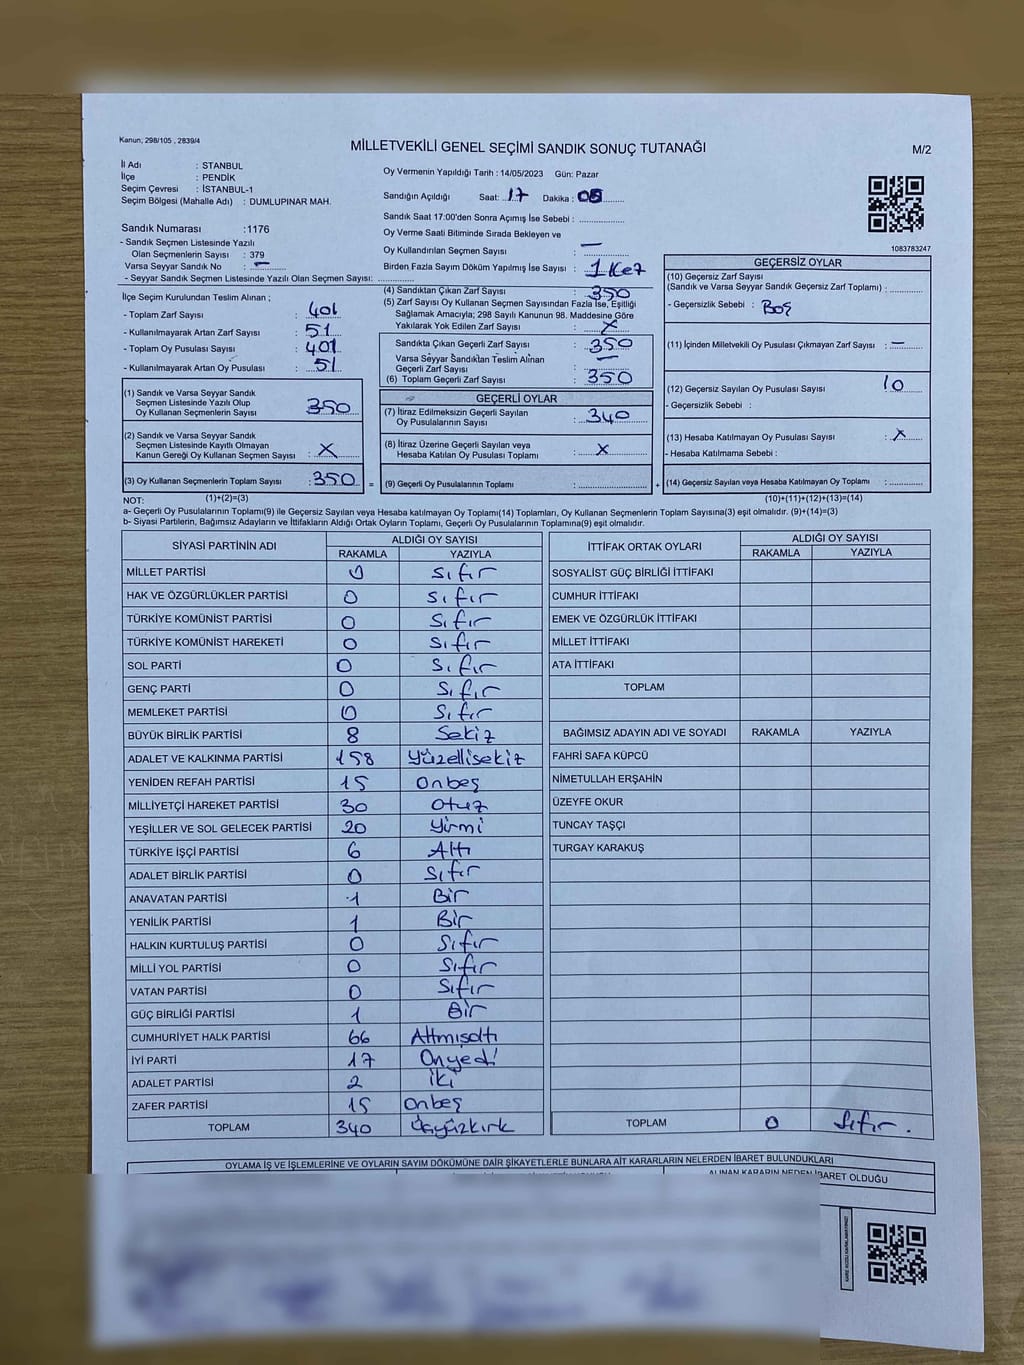 Kanun; 298/105 , 2839/4
MİLLETVEKİLİ GENEL SEÇİMİ SANDIK SONUÇ TUTANAĞI
M/2
İl Adı : STANBUL
İlçe : PENDİK
Seçim Çevresi : İSTANBUL-1
Seçim Bölgesi (Mahalle Adı) : DUMLUPINAR MAH.
Sandık Numarası :1176
- Sandık Seçmen Listesinde Yazılı
Olan Seçmenlerin Sayısı : 379
Varsa Seyyar Sandık No : —
- Seyyar Sandık Seçmen Listesinde Yazılı Olan Seçmen Sayısı:
Oy Vermenin Yapıldığı Tarih : 14/05/2023 Gün: Pazar
Sandığın Açıldığı Saat: 17 Dakika : 05
Sandık Saat 17:00'den Sonra Açımış İse Sebebi :
Oy Verme Saati Bitiminde Sırada Bekleyen ve
Oy Kullandırılan Seçmen Sayısı : —
Birden Fazla Sayım Döküm Yapılmış İse Sayısı : 1 Kez
1083783247
İlçe Seçim Kurulundan Teslim Alınan ;
- Toplam Zarf Sayısı : 401
- Kullanılmayarak Artan Zarf Sayısı : 51
- Toplam Oy Pusulası Sayısı : 401
- Kullanılmayarak Artan Oy Pusulası : 51
(4) Sandıktan Çıkan Zarf Sayısı : 350
(5) Zarf Sayısı Oy Kullanan Seçmen Sayısından Fazla İse, Eşitliği
Sağlamak Amacıyla; 298 Sayılı Kanunun 98. Maddesine Göre
Yakılarak Yok Edilen Zarf Sayısı : X
Sandıkta Çıkan Geçerli Zarf Sayısı : 350
Varsa Seyyar Sandıktan Teslim Alınan
Geçerli Zarf Sayısı : —
(6) Toplam Geçerli Zarf Sayısı : 350
(1) Sandık ve Varsa Seyyar Sandık
Seçmen Listesinde Yazılı Olup
Oy Kullanan Seçmenlerin Sayısı : 350
(2) Sandık ve Varsa Seyyar Sandık
Seçmen Listesinde Kayıtlı Olmayan
Kanun Gereği Oy Kullanan Seçmen Sayısı : X
(3) Oy Kullanan Seçmenlerin Toplam Sayısı : 350
=
GEÇERLİ OYLAR
(7) İtiraz Edilmeksizin Geçerli Sayılan
Oy Pusulalarının Sayısı : 340
(8) İtiraz Üzerine Geçerli Sayılan veya
Hesaba Katılan Oy Pusulası Toplamı : X
(9) Geçerli Oy Pusulalarının Toplamı :
+
GEÇERSİZ OYLAR
(10) Geçersiz Zarf Sayısı
(Sandık ve Varsa Seyyar Sandık Geçersiz Zarf Toplamı) :
- Geçersizlik Sebebi : Boş
(11) İçinden Milletvekili Oy Pusulası Çıkmayan Zarf Sayısı : —
(12) Geçersiz Sayılan Oy Pusulası Sayısı : 10
- Geçersizlik Sebebi :
(13) Hesaba Katılmayan Oy Pusulası Sayısı : X
- Hesaba Katılmama Sebebi :
(14) Geçersiz Sayılan veya Hesaba Katılmayan Oy Toplamı :
NOT: (1)+(2)=(3) (10)+(11)+(12)+(13)=(14)
a- Geçerli Oy Pusulalarının Toplamı(9) ile Geçersiz Sayılan veya Hesaba katılmayan Oy Toplamı(14) Toplamları, Oy Kullanan Seçmenlerin Toplam Sayısına(3) eşit olmalıdır. (9)+(14)=(3)
b- Siyasi Partilerin, Bağımsız Adayların ve İttifakların Aldığı Ortak Oyların Toplamı, Geçerli Oy Pusulalarının Toplamına(9) eşit olmalıdır.
SİYASİ PARTİNİN ADI ALDIĞI OY SAYISI
RAKAMLA YAZIYLA
MİLLET PARTİSİ 0 Sıfır
HAK VE ÖZGÜRLÜKLER PARTİSİ 0 Sıfır
TÜRKİYE KOMÜNİST PARTİSİ 0 Sıfır
TÜRKİYE KOMÜNİST HAREKETİ 0 Sıfır
SOL PARTİ 0 Sıfır
GENÇ PARTİ 0 Sıfır
MEMLEKET PARTİSİ 0 Sıfır
BÜYÜK BİRLİK PARTİSİ 8 Sekiz
ADALET VE KALKINMA PARTİSİ 158 Yüzellisekiz
YENİDEN REFAH PARTİSİ 15 Onbeş
MİLLİYETÇİ HAREKET PARTİSİ 30 Otuz
YEŞİLLER VE SOL GELECEK PARTİSİ 20 Yirmi
TÜRKİYE İŞÇİ PARTİSİ 6 Altı
ADALET BİRLİK PARTİSİ 0 Sıfır
ANAVATAN PARTİSİ 1 Bir
YENİLİK PARTİSİ 1 Bir
HALKIN KURTULUŞ PARTİSİ 0 Sıfır
MİLLİ YOL PARTİSİ 0 Sıfır
VATAN PARTİSİ 0 Sıfır
GÜÇ BİRLİĞİ PARTİSİ 1 Bir
CUMHURİYET HALK PARTİSİ 66 Altmışaltı
İYİ PARTİ 17 Onyedi
ADALET PARTİSİ 2 İki
ZAFER PARTİSİ 15 Onbeş
TOPLAM 340 Üçyüzkırk
İTTİFAK ORTAK OYLARI ALDIĞI OY SAYISI
RAKAMLA YAZIYLA
SOSYALİST GÜÇ BİRLİĞİ İTTİFAKI
CUMHUR İTTİFAKI
EMEK VE ÖZGÜRLÜK İTTİFAKI
MİLLET İTTİFAKI
ATA İTTİFAKI
TOPLAM
BAĞIMSIZ ADAYIN ADI VE SOYADI RAKAMLA YAZIYLA
FAHRİ SAFA KÜPCÜ
NİMETULLAH ERŞAHİN
ÜZEYFE OKUR
TUNCAY TAŞÇI
TURGAY KARAKUŞ
TOPLAM 0 Sıfır.
OYLAMA İŞ VE İŞLEMLERİNE VE OYLARIN SAYIM DÖKÜMÜNE DAİR ŞİKAYETLERLE BUNLARA AİT KARARLARIN NELERDEN İBARET BULUNDUKLARI
ALINAN KARARIN NEDEN İBARET OLDUĞU